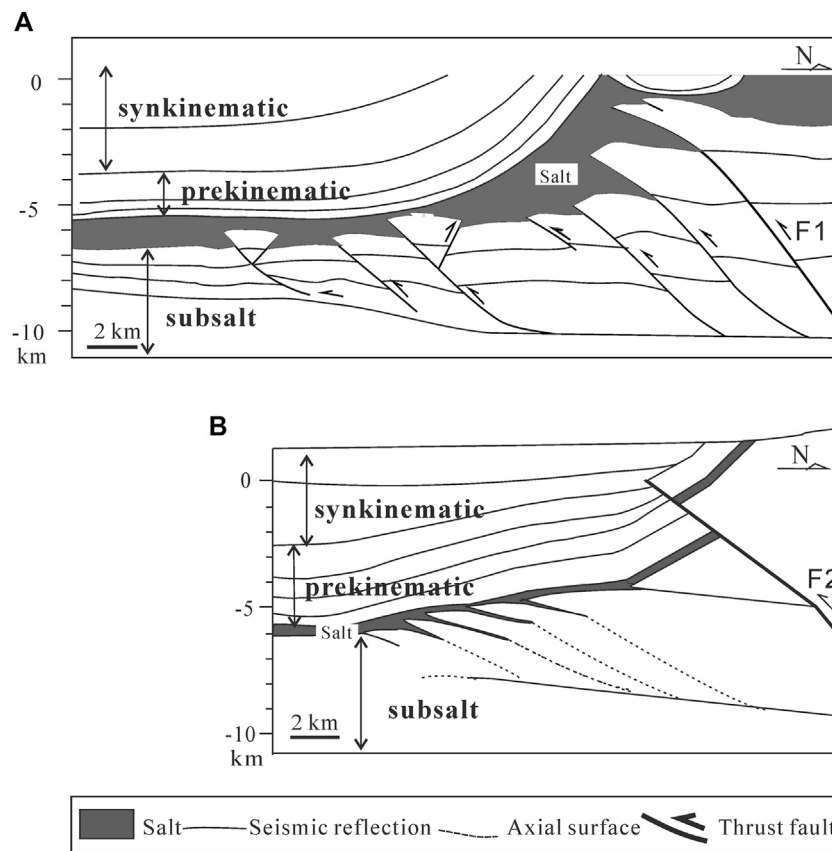 A
N
0
synkinematic
prekinematic
Salt
-5
F1
subsalt
-10
km
2 km
B
N
0
synkinematic
prekinematic
F2
-5
Salt
subsalt
-10
km
2 km
Salt Seismic reflection Axial surface Thrust fault